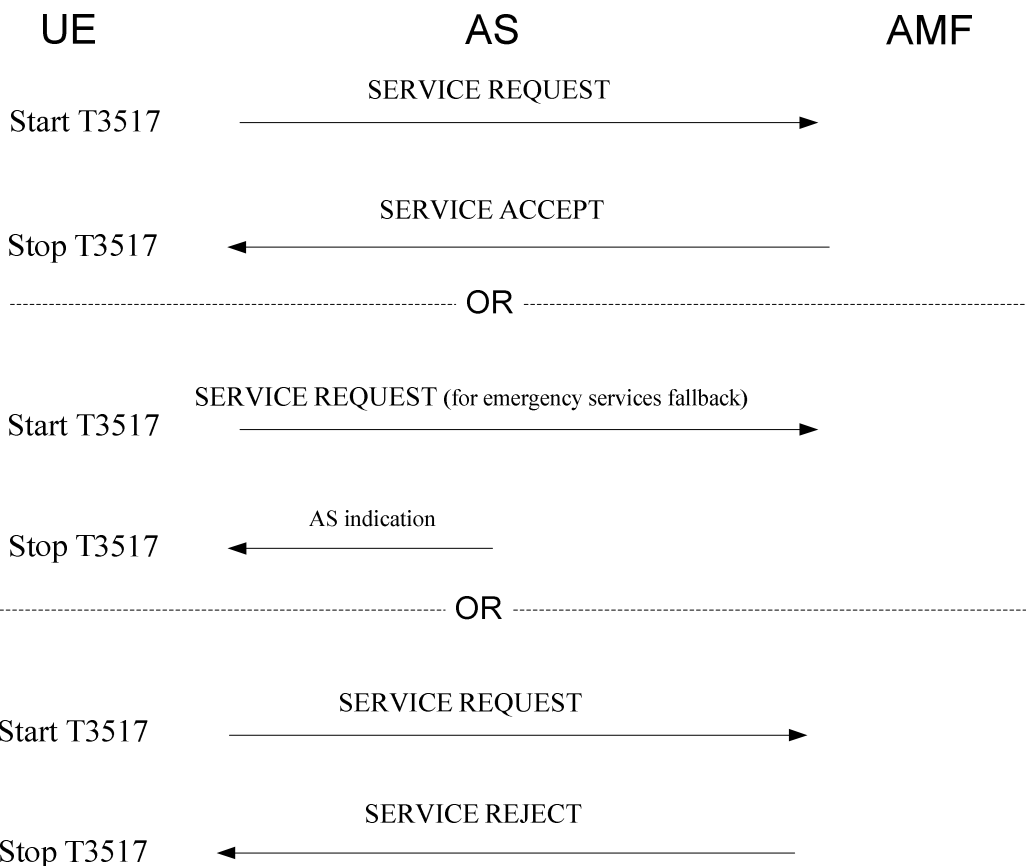 UE AS AMF
SERVICE REQUEST
Start T3517
SERVICE ACCEPT
Stop T3517
OR
SERVICE REQUEST (for emergency services fallback)
Start T3517
AS indication
Stop T3517
OR
SERVICE REQUEST
Start T3517
SERVICE REJECT
Stop T3517